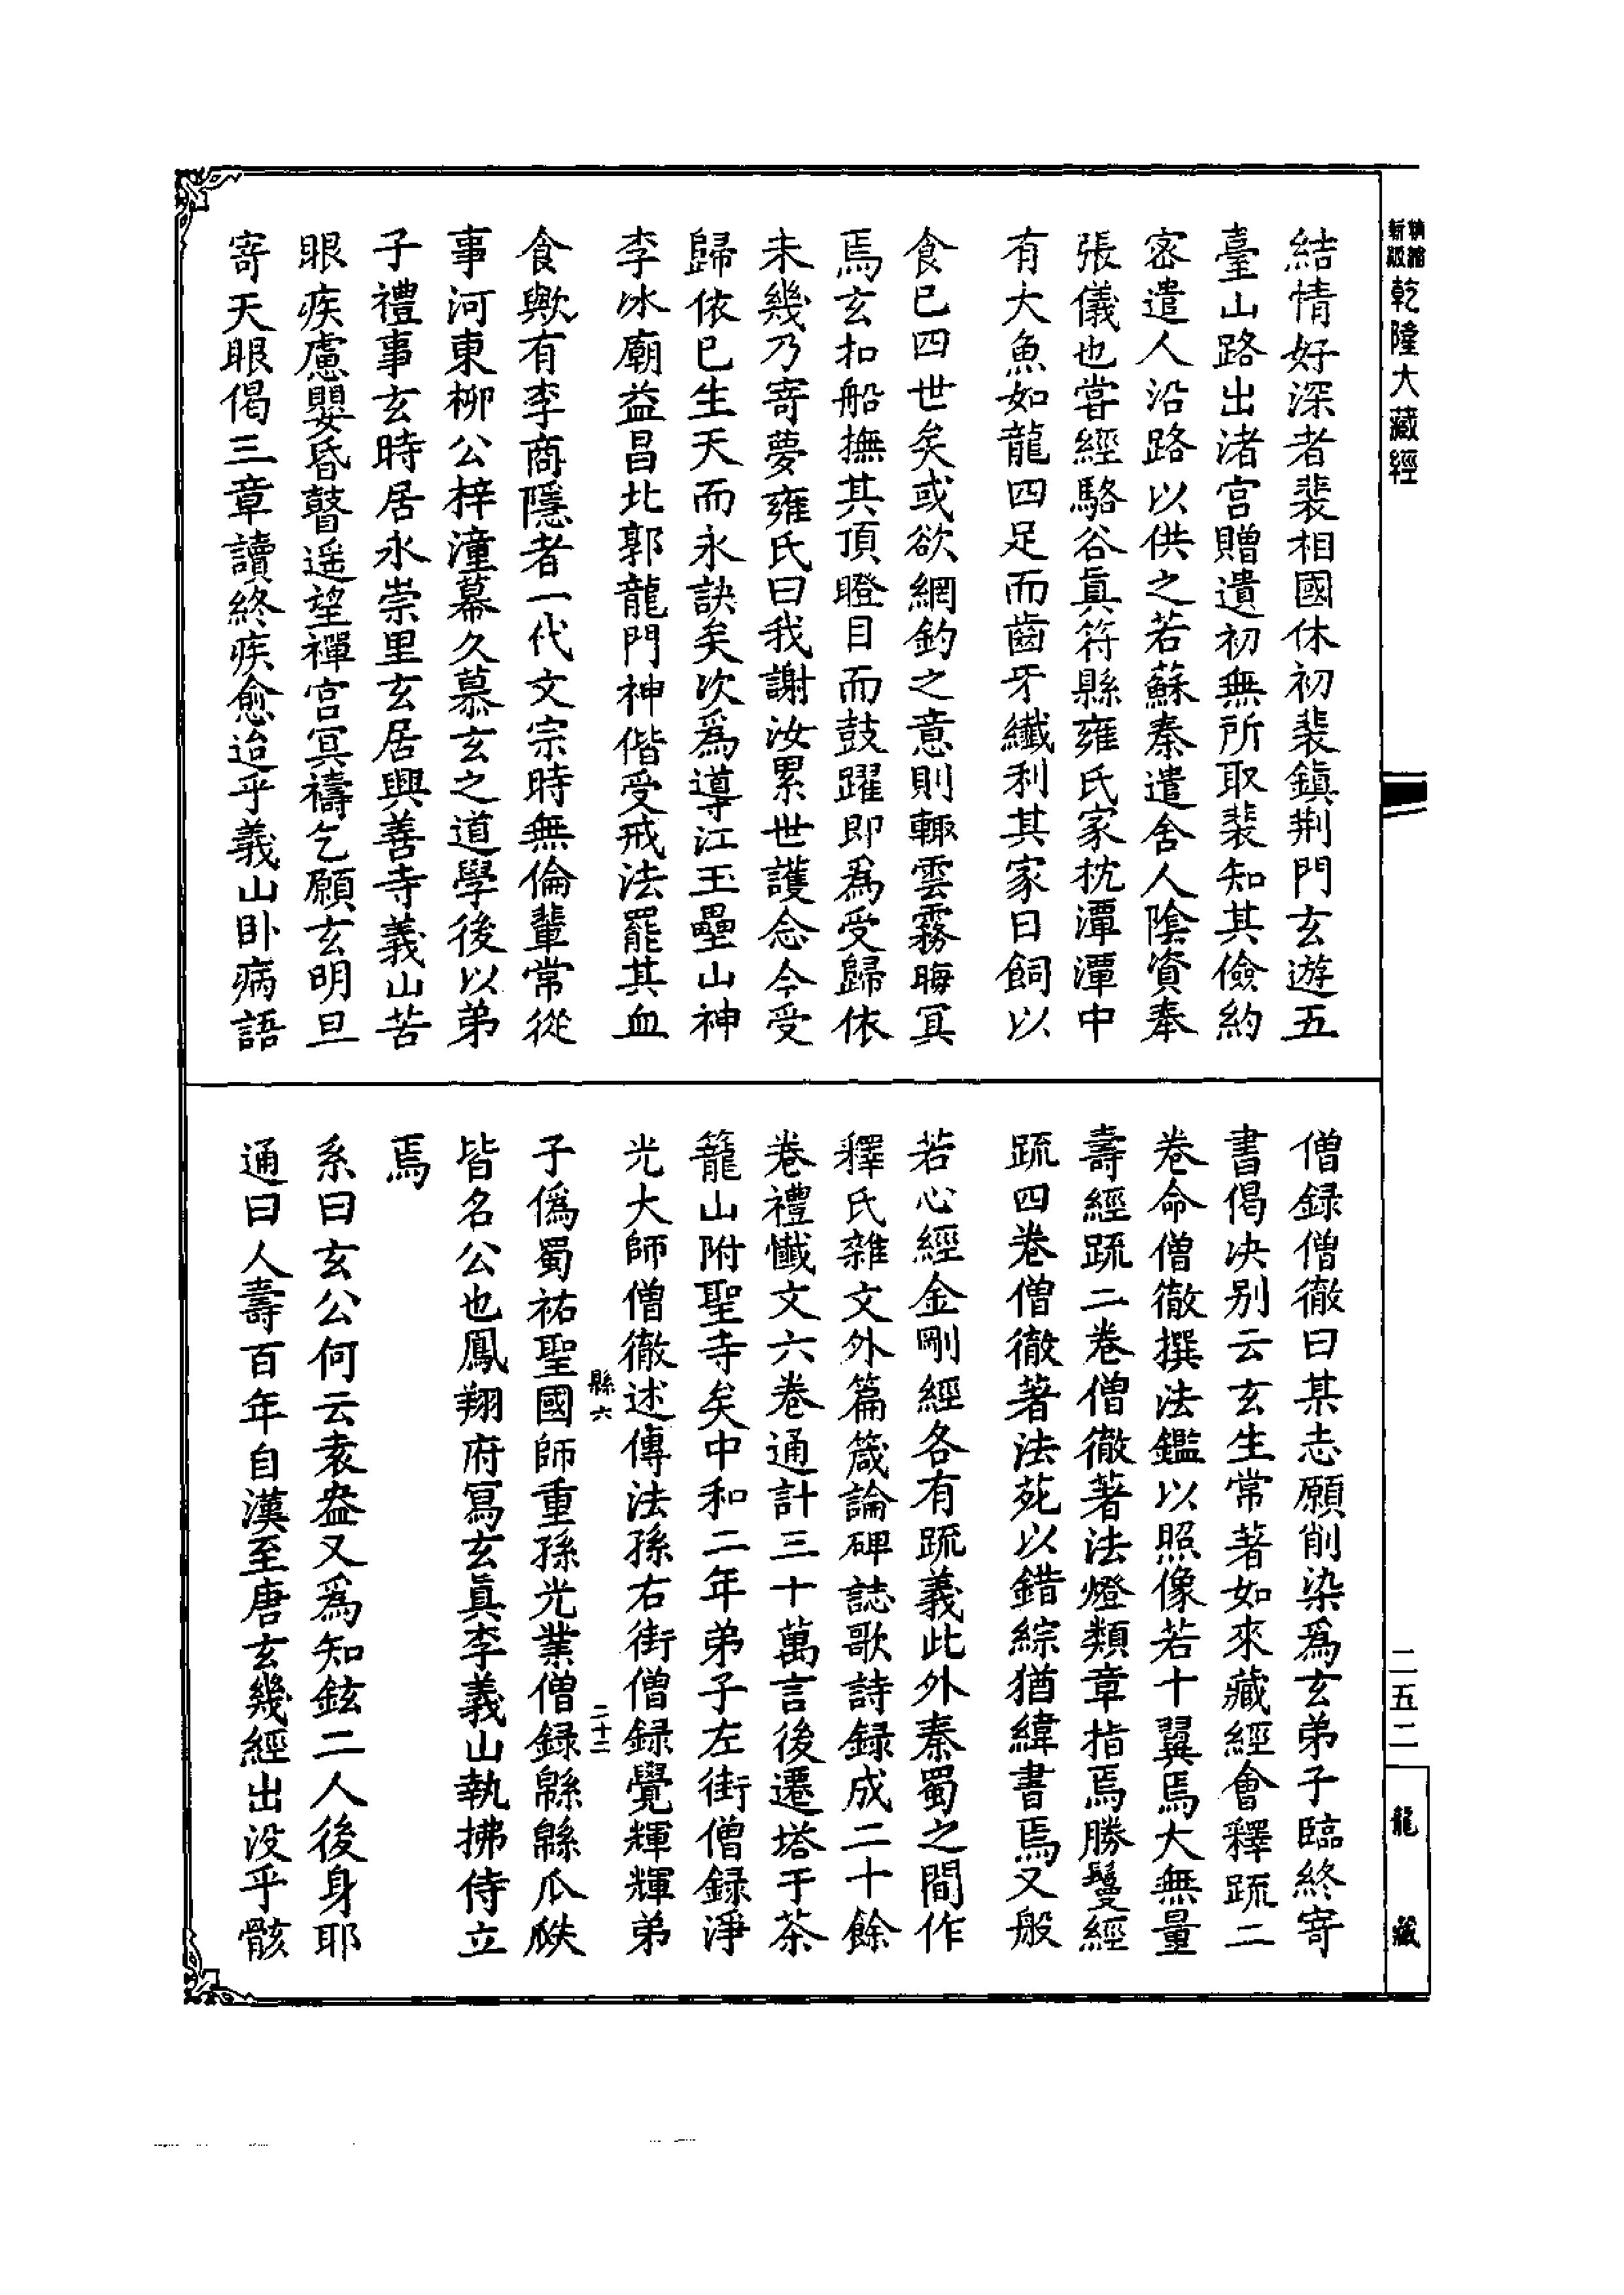 乾隆大藏經
結情好深者裴相國休初裴鎮荆門玄遊五
臺山路出渚宫贈遺初無所取裴知其儉約
密遣人沿路以供之若蘇秦遣舍人陰資奉
張儀也嘗經駱谷眞符縣雍氏家枕潭潭中
有大魚如龍四足而齒牙纖利其家日飼以
食已四世矣或欲網釣之意則輙雲霧晦冥
焉玄扣船撫其頂瞪目而鼓躍即爲受歸依
未幾乃寄夢雍氏曰我謝汝累世護念今受
歸依已生天而永訣矣次爲導江玉壘山神
李冰廟益昌北郭龍門神偕受戒法罷其血
食歟有李商隱者一代文宗時無倫輩常從
事河東柳公梓潼幕久慕玄之道學後以弟
子禮事玄時居永崇里玄居興善寺義山苦
眼疾慮嬰昏瞽遥望禪宫冥禱乞願玄明旦
寄天眼偈三章讀終疾愈迨乎義山卧病語
僧録僧徹曰某志願削染爲玄弟子臨終寄
書偈决别云玄生常著如來藏經會釋疏二
卷命僧徹撰法鑑以照像若十翼焉大無量
壽經疏二卷僧徹著法燈類章指焉勝鬘經
疏四卷僧徹著法苑以錯綜猶緯書焉又般
若心經金剛經各有疏義此外秦蜀之間作
釋氏雜文外篇箴論碑誌歌詩録成二十餘
卷禮懺文六卷通計三十萬言後遷塔于茶
籠山附聖寺矣中和二年弟子左街僧録淨
光大師僧徹述傳法孫右街僧録覺輝輝弟
縣六 二十二
子僞蜀祐聖國師重孫光業僧録緜緜瓜瓞
皆名公也鳳翔府寫玄眞李義山執拂侍立
焉
系曰玄公何云袁盎又爲知鉉二人後身耶
通曰人壽百年自漢至唐玄幾經出没乎骸
二五二
龍藏